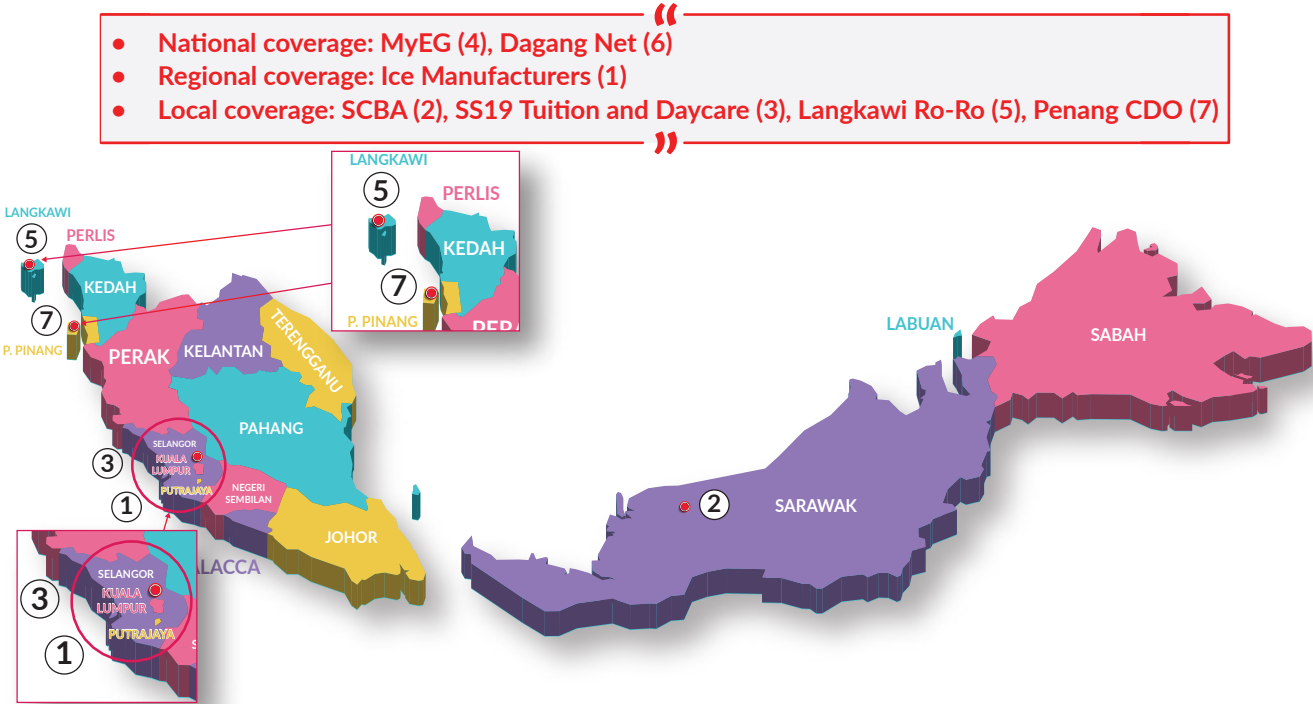 “
• National coverage: MyEG (4), Dagang Net (6)
• Regional coverage: Ice Manufacturers (1)
• Local coverage: SCBA (2), SS19 Tuition and Daycare (3), Langkawi Ro-Ro (5), Penang CDO (7)
”
LANGKAWI
5
PERLIS
KEDAH
7
P. PINANG
PER
LANGKAWI
5
PERLIS
KEDAH
7
P. PINANG
PERAK
KELANTAN
TERENGGANU
PAHANG
SELANGOR
KUALA
LUMPUR
PUTRAJAYA
3
1
NEGERI
SEMBILAN
JOHOR
ALACCA
SELANGOR
KUALA
LUMPUR
PUTRAJAYA
3
1
S
LABUAN
SABAH
2
SARAWAK